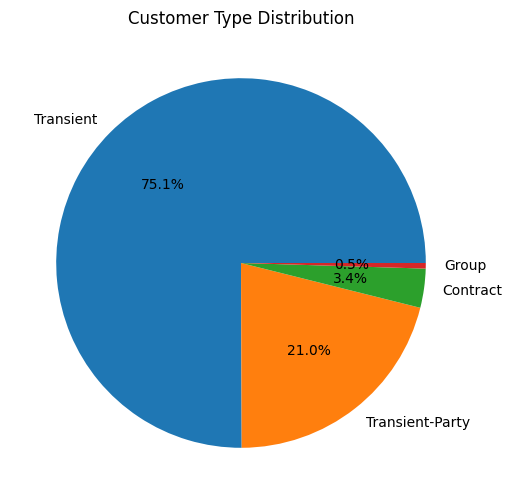 Customer Type Distribution
Transient
75.1%
0.5%
Group
3.4%
Contract
21.0%
Transient-Party